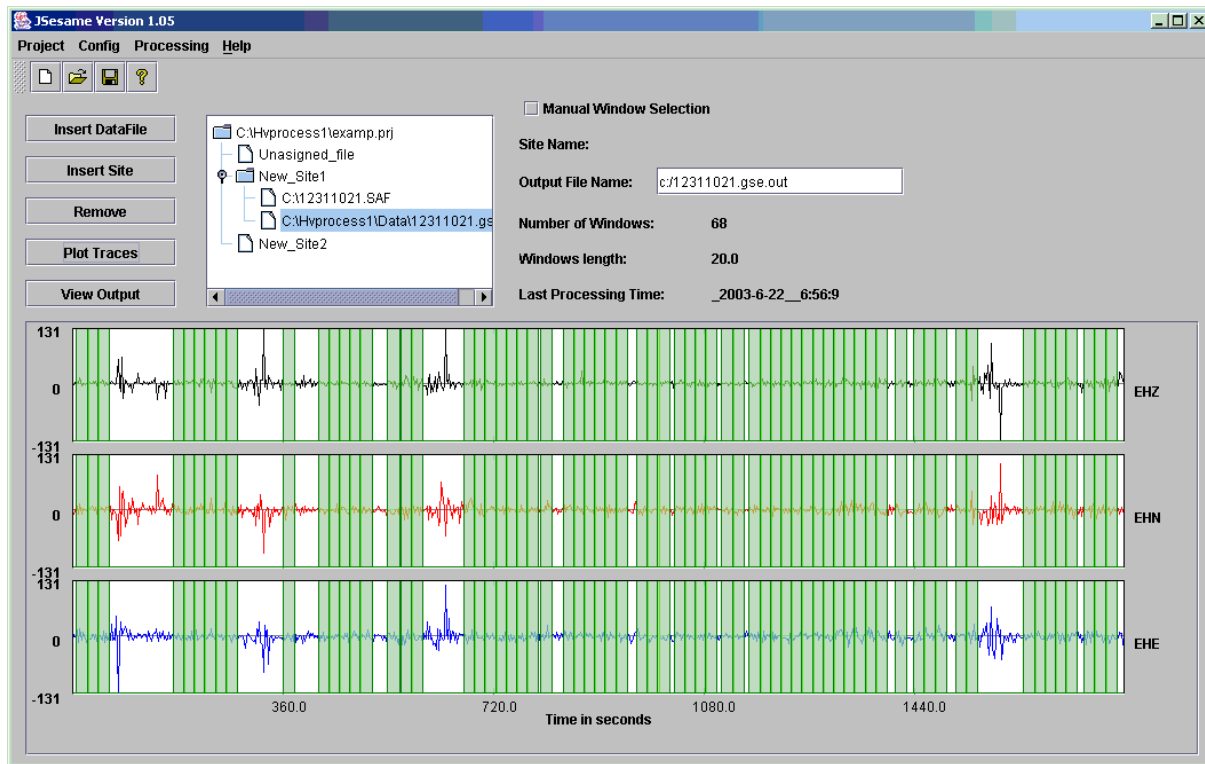 JSesame Version 1.05
Project Config Processing Help
Insert DataFile
Insert Site
Remove
Plot Traces
View Output
C:\Hvprocess1\examp.prj
Unasigned_file
New_Site1
C:\12311021.SAF
C:\Hvprocess1\Data\12311021.gs
New_Site2
Manual Window Selection
Site Name:
Output File Name: c:/12311021.gse.out
Number of Windows: 68
Windows length: 20.0
Last Processing Time: _2003-6-22__6:56:9
131
0
-131
EHZ
131
0
-131
EHN
131
0
-131
EHE
360.0 720.0 1080.0 1440.0
Time in seconds